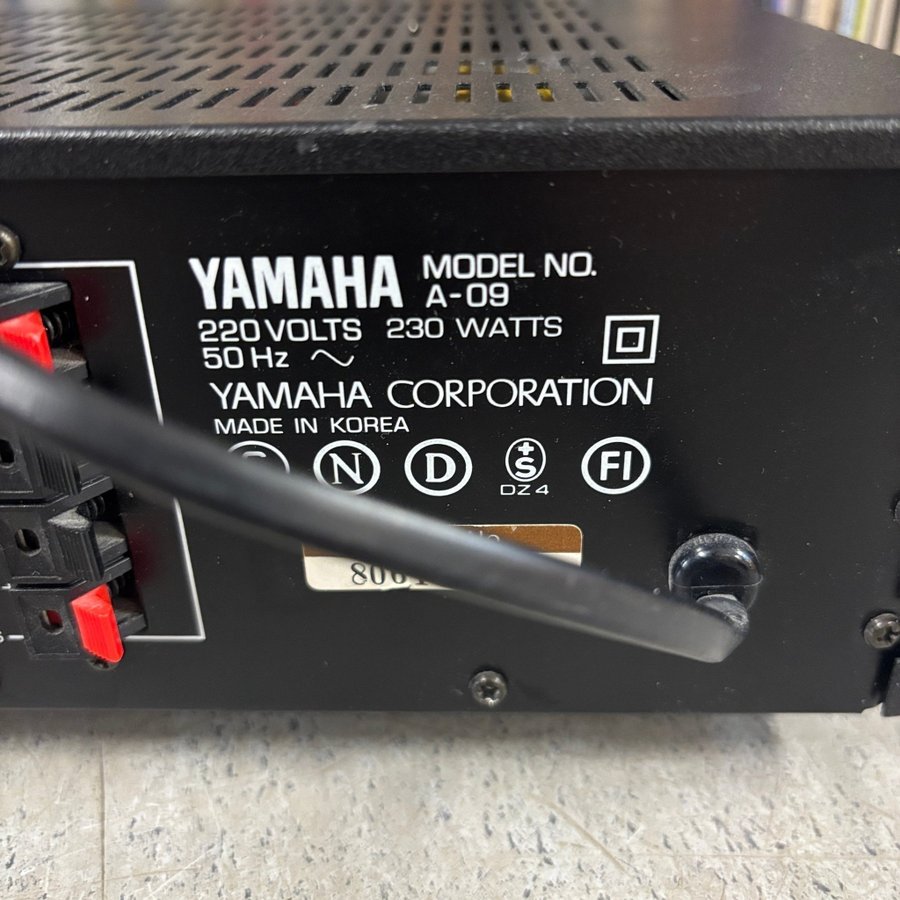 YAMAHA MODEL NO.
A-09
220 VOLTS 230 WATTS
50 Hz ~
YAMAHA CORPORATION
MADE IN KOREA
N D +S FI
DZ 4